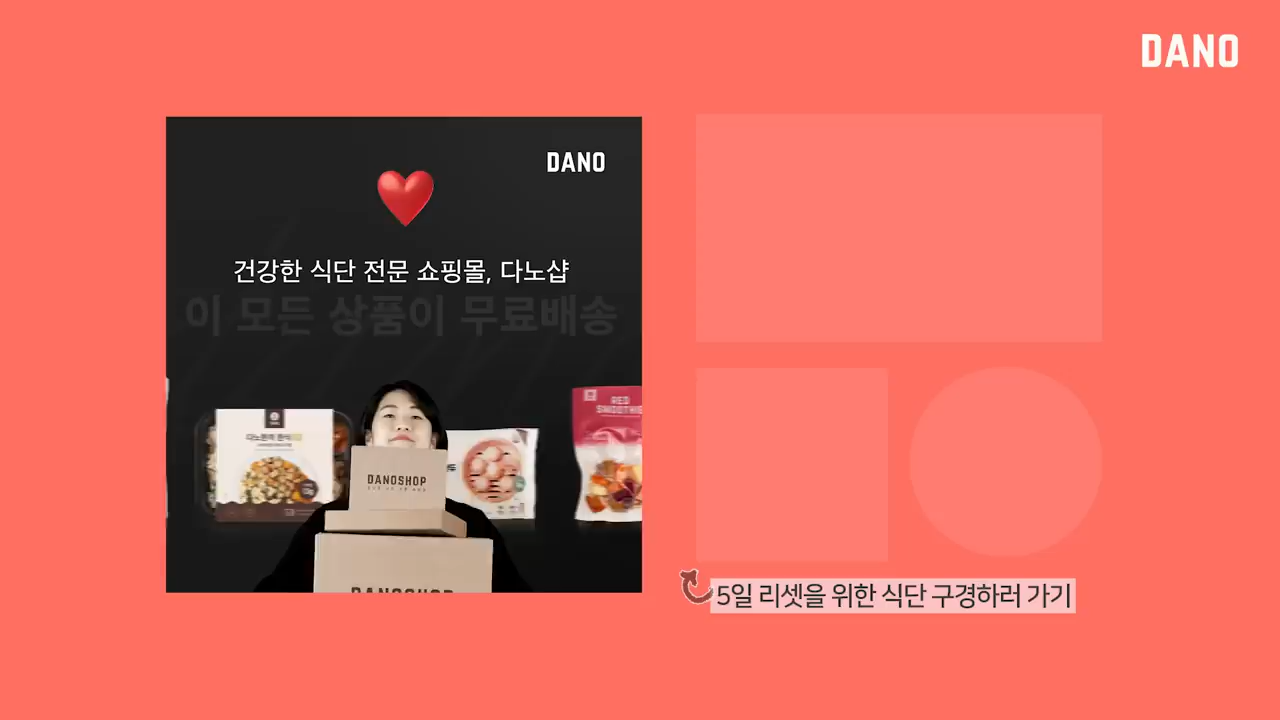 DANO
DANO
건강한 식단 전문 쇼핑몰, 다노샵
이 모든 상품이 무료배송
RED
SMOOTHIE
DANOSHOP
DANOSHOP
5일 리셋을 위한 식단 구경하러 가기